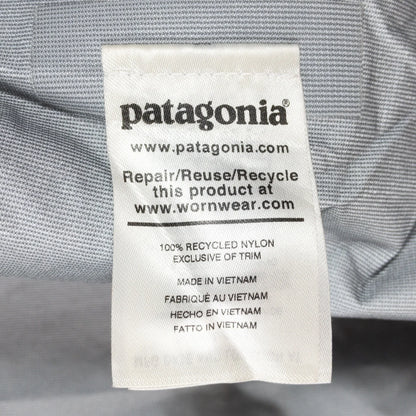 patagonia®
www.patagonia.com
Repair/Reuse/Recycle
this product at
www.wornwear.com
100% RECYCLED NYLON
EXCLUSIVE OF TRIM
MADE IN VIETNAM
FABRIQUÉ AU VIETNAM
HECHO EN VIETNAM
FATTO IN VIETNAM